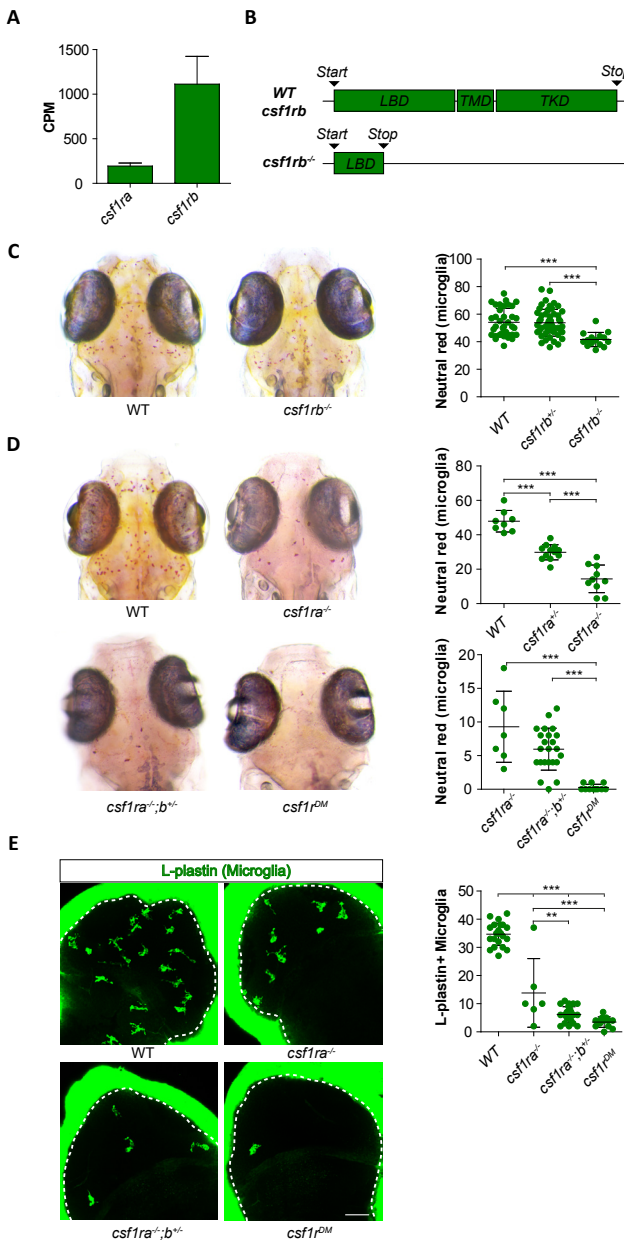 A
1500
1000
500
0
CPM
csf1ra
csf1rb
B
Start
Stop
WT
csf1rb
LBD
TMD
TKD
Start
Stop
csf1rb-/-
LBD
C
WT
csf1rb-/-
Neutral red (microglia)
100
80
60
40
20
0
***
***
WT
csf1rb+/-
csf1rb-/-
D
WT
csf1ra-/-
Neutral red (microglia)
80
60
40
20
0
***
***
***
WT
csf1ra+/-
csf1ra-/-
csf1ra-/-;b+/-
csf1rDM
Neutral red (microglia)
20
15
10
5
0
***
***
csf1ra-/-
csf1ra-/-;b+/-
csf1rDM
E
L-plastin (Microglia)
WT
csf1ra-/-
csf1ra-/-;b+/-
csf1rDM
L-plastin+ Microglia
50
40
30
20
10
0
***
***
**
WT
csf1ra-/-
csf1ra-/-;b+/-
csf1rDM